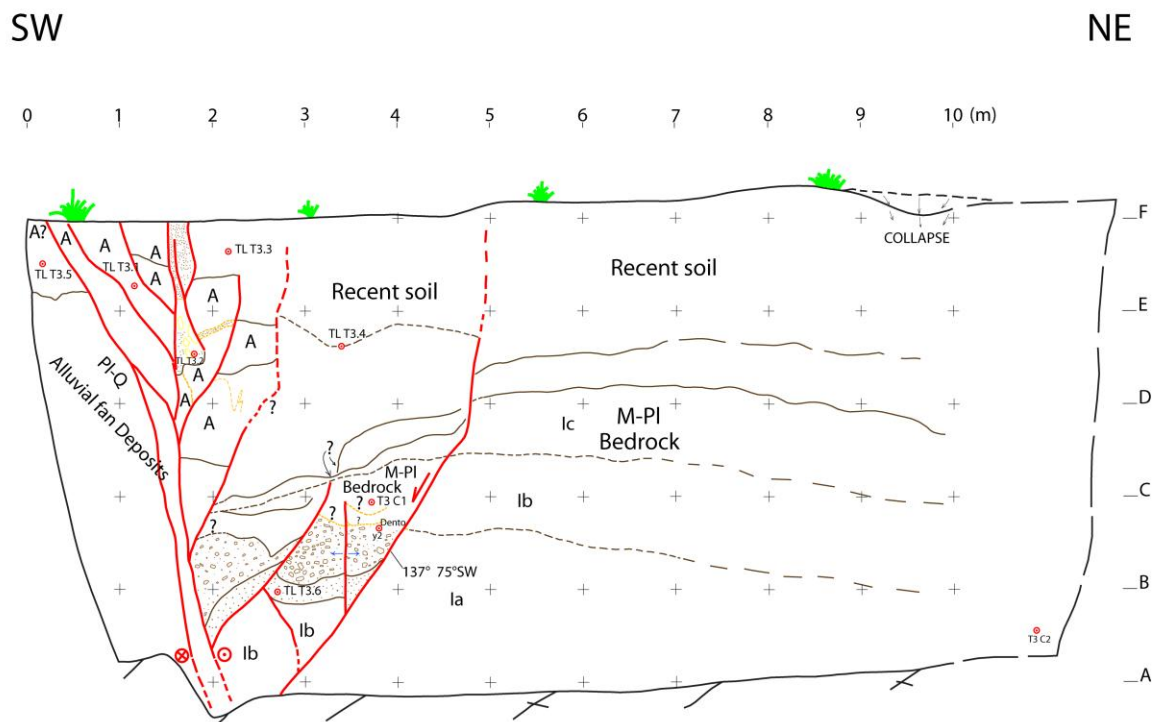 SW
NE
0 1 2 3 4 5 6 7 8 9 10 (m)
F
COLLAPSE
A? A A A
TL T3.3
TL T3.5
TL T3.1
A
Recent soil
Recent soil
A
E
TL T3.4
A
TL T3.2
A
Pl-Q
Alluvial fan Deposits
A
?
D
A
Ic
M-Pl
Bedrock
?
M-Pl
Bedrock
C
?
T3 C1
Ib
?
?
?
Dento
y2
137° 75°SW
B
TL T3.6
Ia
Ib
T3 C2
Ib
A